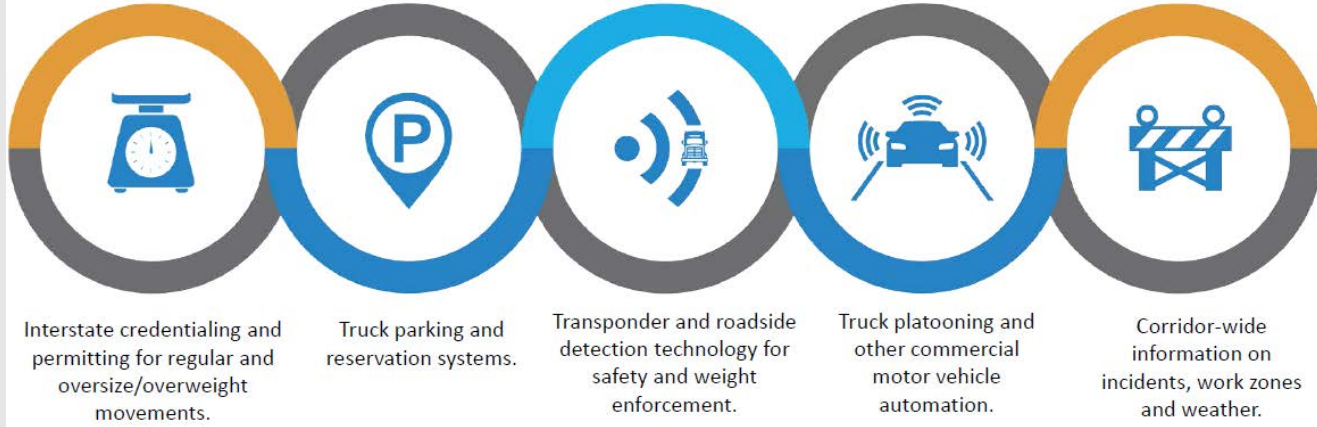 P
Interstate credentialing and
permitting for regular and
oversize/overweight
movements.
Truck parking and
reservation systems.
Transponder and roadside
detection technology for
safety and weight
enforcement.
Truck platooning and
other commercial
motor vehicle
automation.
Corridor-wide
information on
incidents, work zones
and weather.